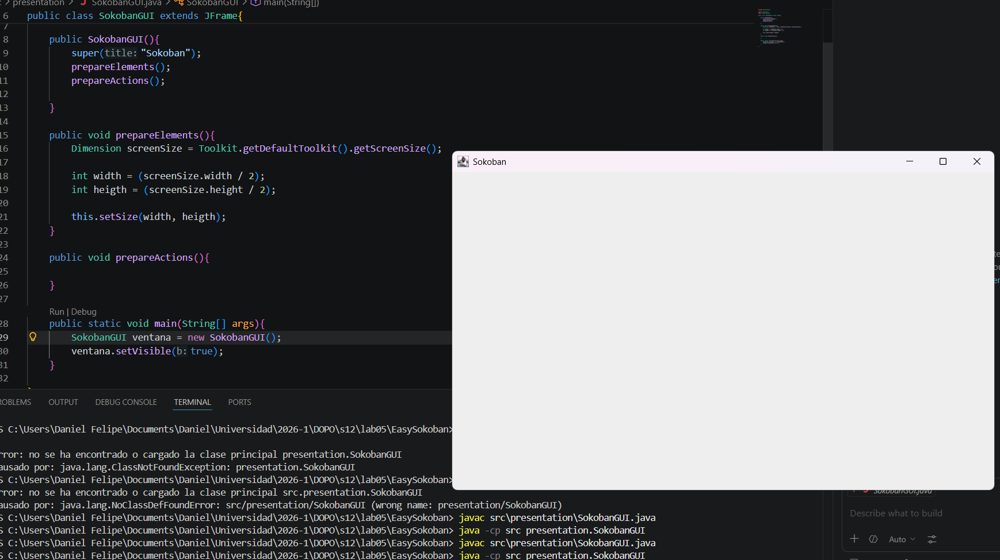 presentation > J SokobanGUI.java > SokobanGUI > main(String[])
6 public class SokobanGUI extends JFrame{
7
8 public SokobanGUI(){
9 super(title: "Sokoban");
10 prepareElements();
11 prepareActions();
12
13 }
14
15 public void prepareElements(){
16 Dimension screenSize = Toolkit.getDefaultToolkit().getScreenSize();
17
18 int width = (screenSize.width / 2);
19 int heigth = (screenSize.height / 2);
20
21 this.setSize(width, heigth);
22 }
23
24 public void prepareActions(){
25
26 }
27
Run | Debug
28 public static void main(String[] args){
29 SokobanGUI ventana = new SokobanGUI();
30 ventana.setVisible(b: true);
31 }
32
Sokoban
ROBLEMS OUTPUT DEBUG CONSOLE TERMINAL PORTS
S C:\Users\Daniel Felipe\Documents\Daniel\Universidad\2026-1\DOPO\s12\lab05\EasySokoban>
rror: no se ha encontrado o cargado la clase principal presentation.SokobanGUI
ausado por: java.lang.ClassNotFoundException: presentation.SokobanGUI
S C:\Users\Daniel Felipe\Documents\Daniel\Universidad\2026-1\DOPO\s12\lab05\EasySokoban>
rror: no se ha encontrado o cargado la clase principal src.presentation.SokobanGUI
ausado por: java.lang.NoClassDefFoundError: src/presentation/SokobanGUI (wrong name: presentation/SokobanGUI)
S C:\Users\Daniel Felipe\Documents\Daniel\Universidad\2026-1\DOPO\s12\lab05\EasySokoban> javac src\presentation\SokobanGUI.java
S C:\Users\Daniel Felipe\Documents\Daniel\Universidad\2026-1\DOPO\s12\lab05\EasySokoban> java -cp src presentation.SokobanGUI
S C:\Users\Daniel Felipe\Documents\Daniel\Universidad\2026-1\DOPO\s12\lab05\EasySokoban> javac src\presentation\SokobanGUI.java
S C:\Users\Daniel Felipe\Documents\Daniel\Universidad\2026-1\DOPO\s12\lab05\EasySokoban> java -cp src presentation.SokobanGUI
SokobanGUI.java
Describe what to build
Auto